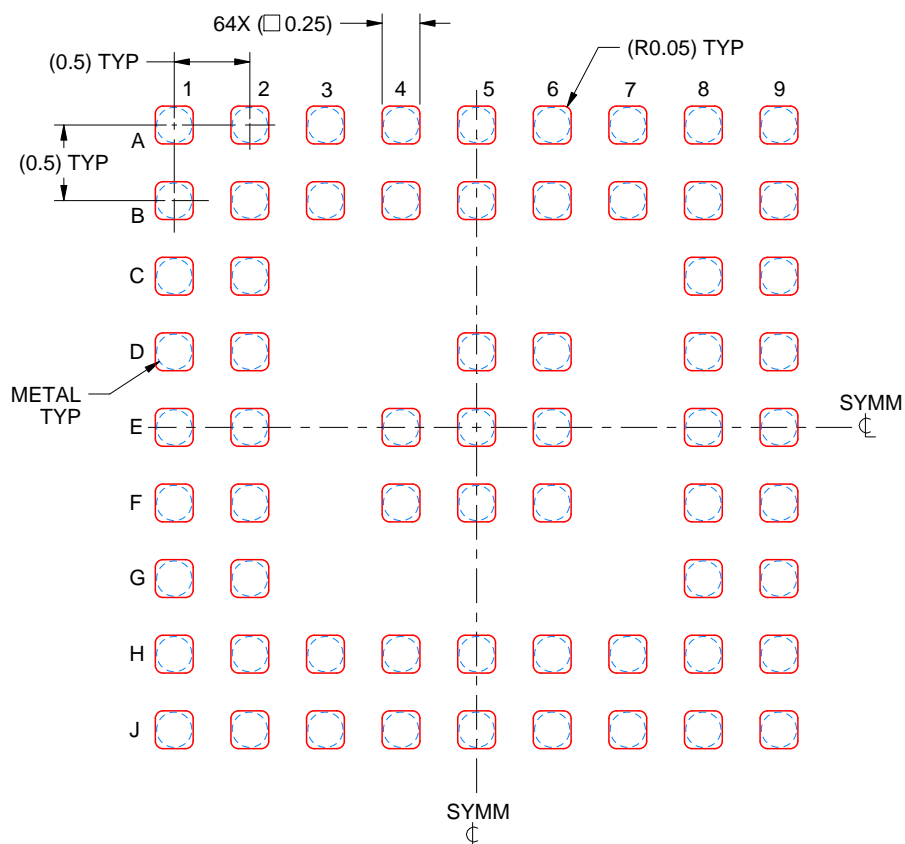 64X (□ 0.25)
(0.5) TYP
(R0.05) TYP
1 2 3 4 5 6 7 8 9
A
(0.5) TYP
B
C
D
METAL
TYP
E
SYMM
℄
F
G
H
J
SYMM
℄